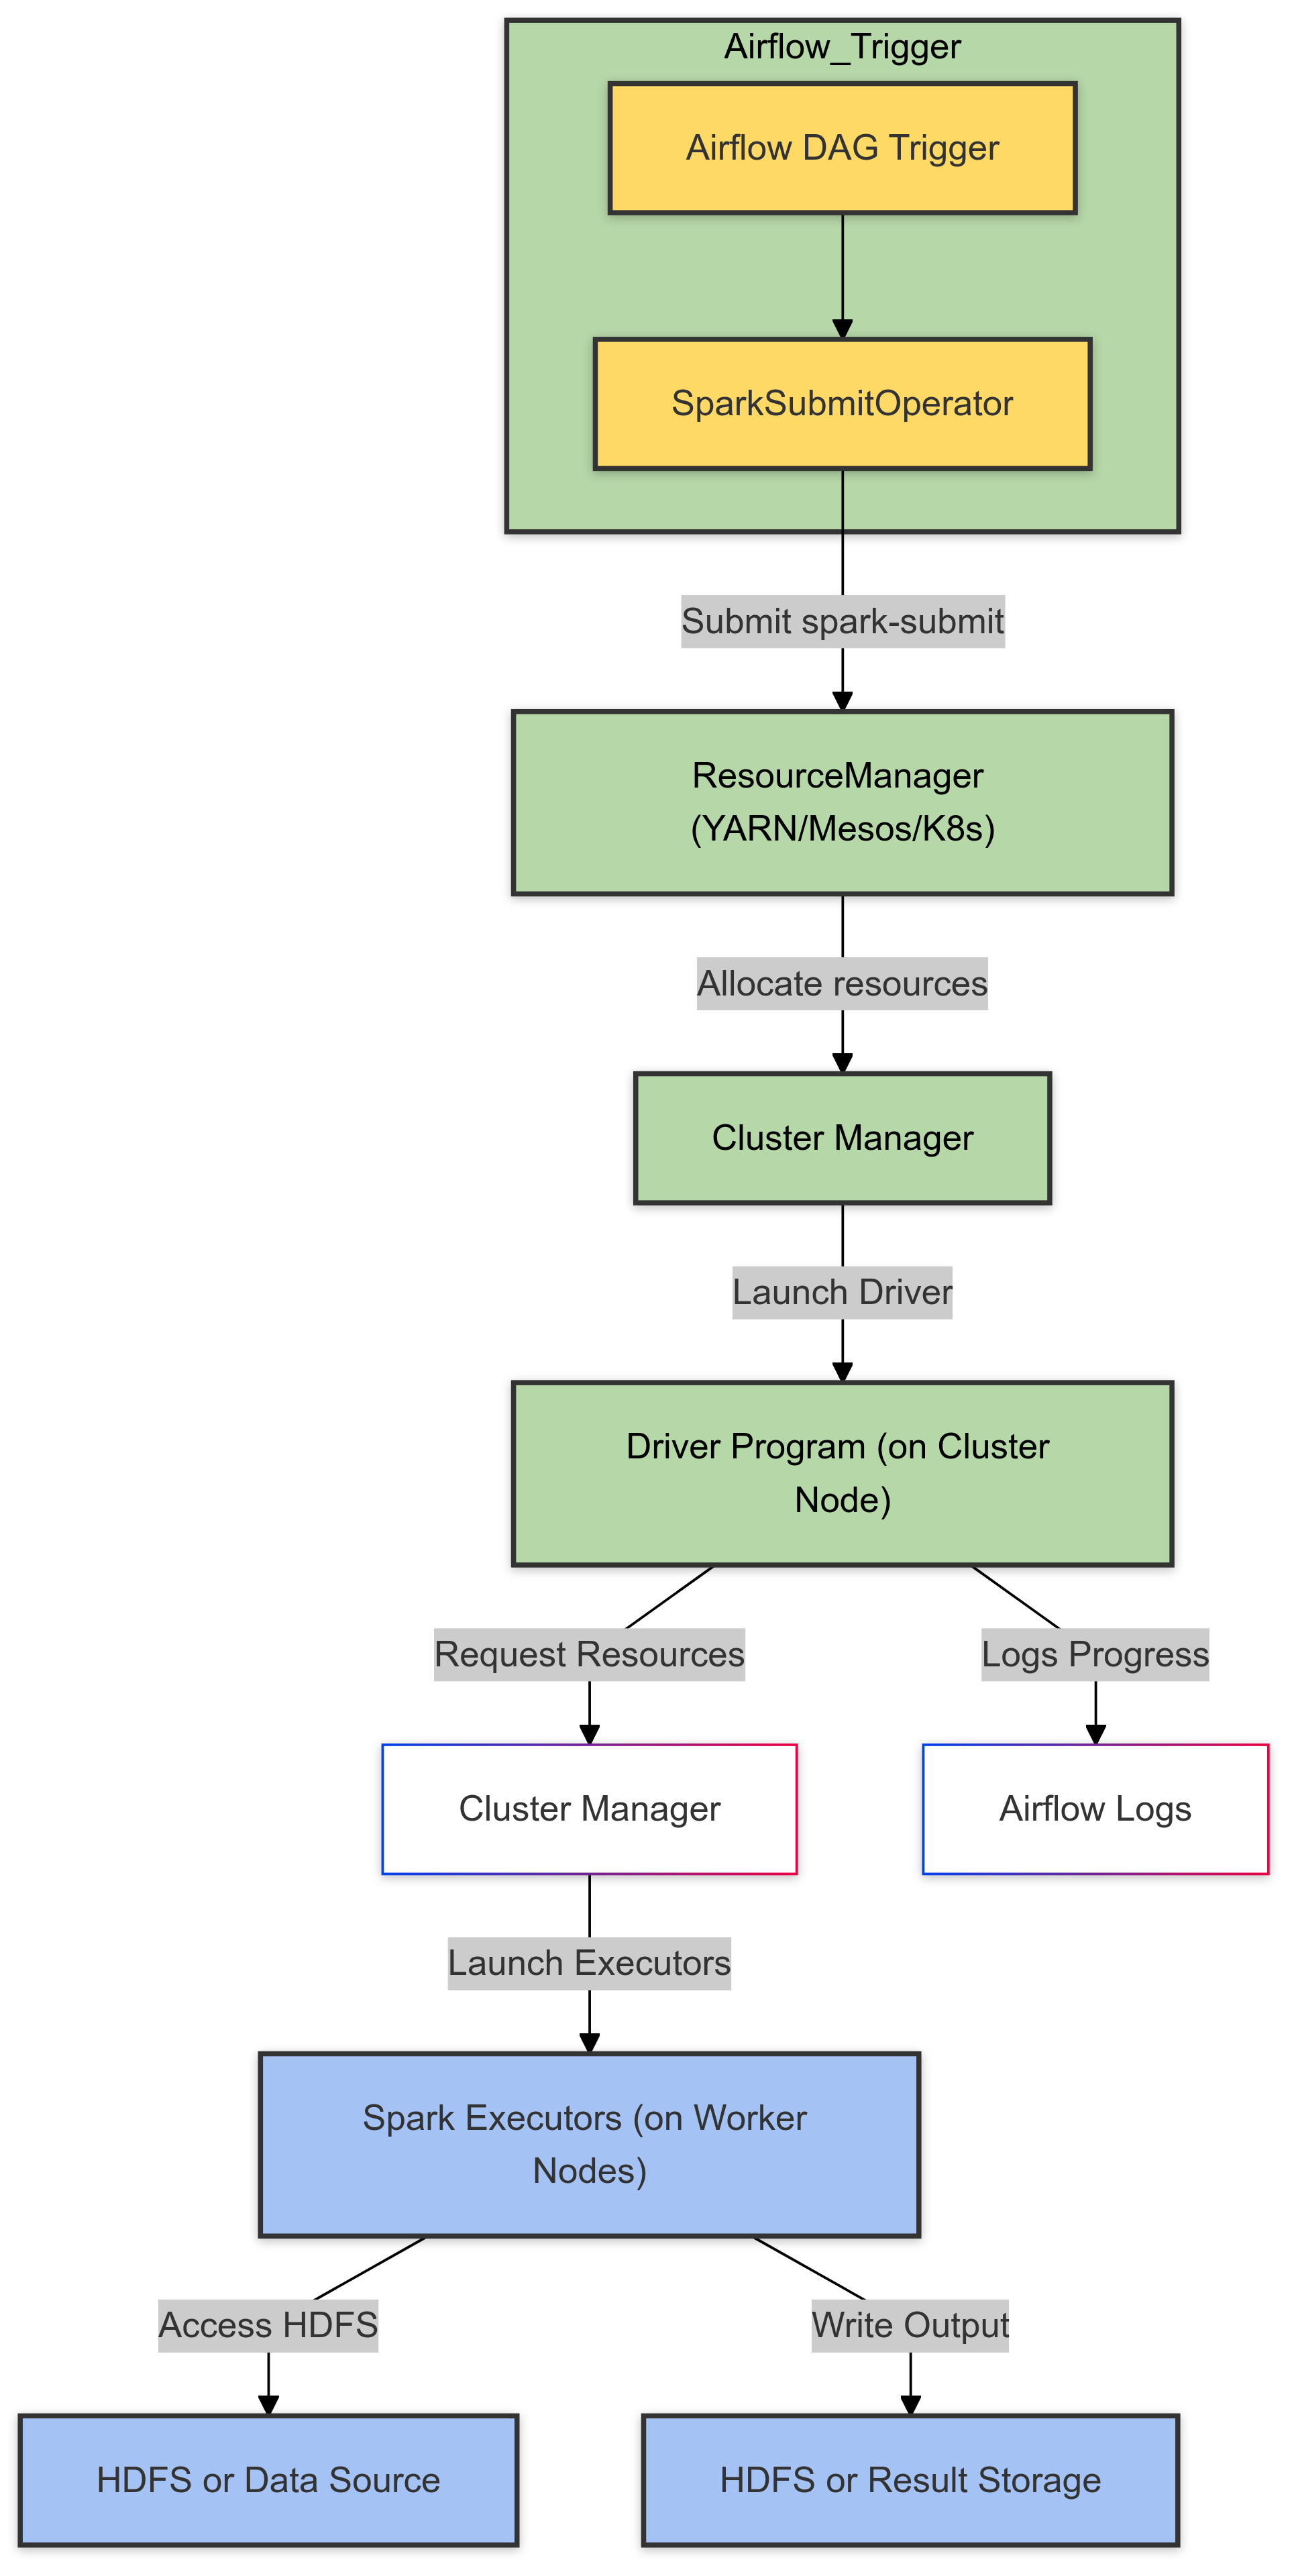 Airflow_Trigger
Airflow DAG Trigger
SparkSubmitOperator
Submit spark-submit
ResourceManager
(YARN/Mesos/K8s)
Allocate resources
Cluster Manager
Launch Driver
Driver Program (on Cluster
Node)
Request Resources
Logs Progress
Cluster Manager
Airflow Logs
Launch Executors
Spark Executors (on Worker
Nodes)
Access HDFS
Write Output
HDFS or Data Source
HDFS or Result Storage